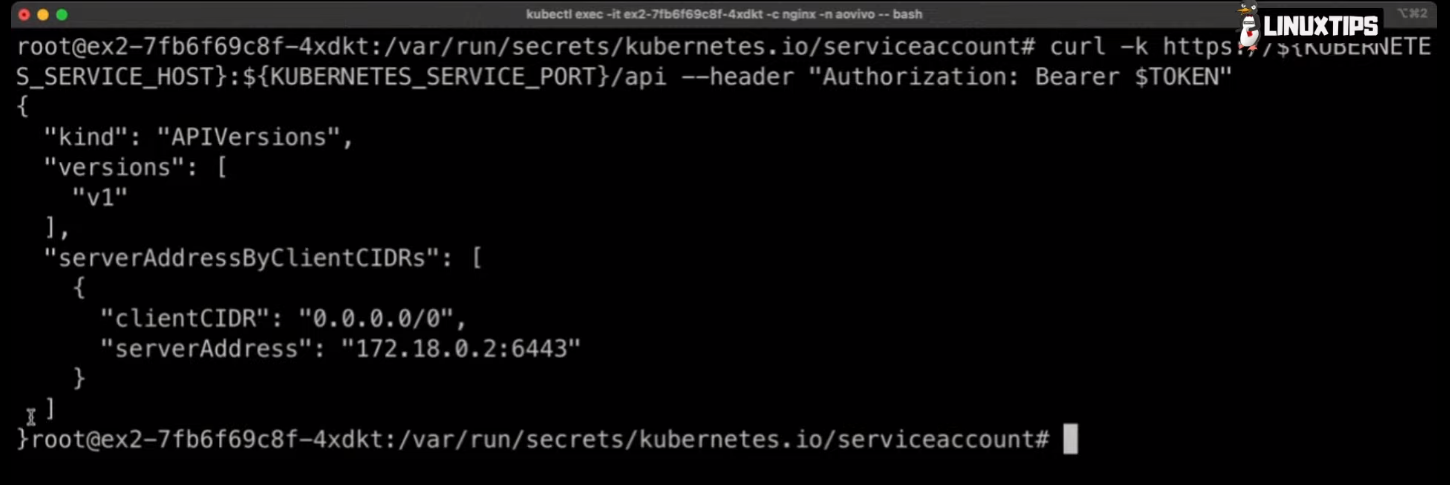 kubectl exec -it ex2-7fb6f69c8f-4xdkt -c nginx -n aovivo -- bash
⌥⌘2
LINUXTIPS
root@ex2-7fb6f69c8f-4xdkt:/var/run/secrets/kubernetes.io/serviceaccount# curl -k https://${KUBERNETE
S_SERVICE_HOST}:${KUBERNETES_SERVICE_PORT}/api --header "Authorization: Bearer $TOKEN"
{
  "kind": "APIVersions",
  "versions": [
    "v1"
  ],
  "serverAddressByClientCIDRs": [
    {
      "clientCIDR": "0.0.0.0/0",
      "serverAddress": "172.18.0.2:6443"
    }
  ]
}root@ex2-7fb6f69c8f-4xdkt:/var/run/secrets/kubernetes.io/serviceaccount#